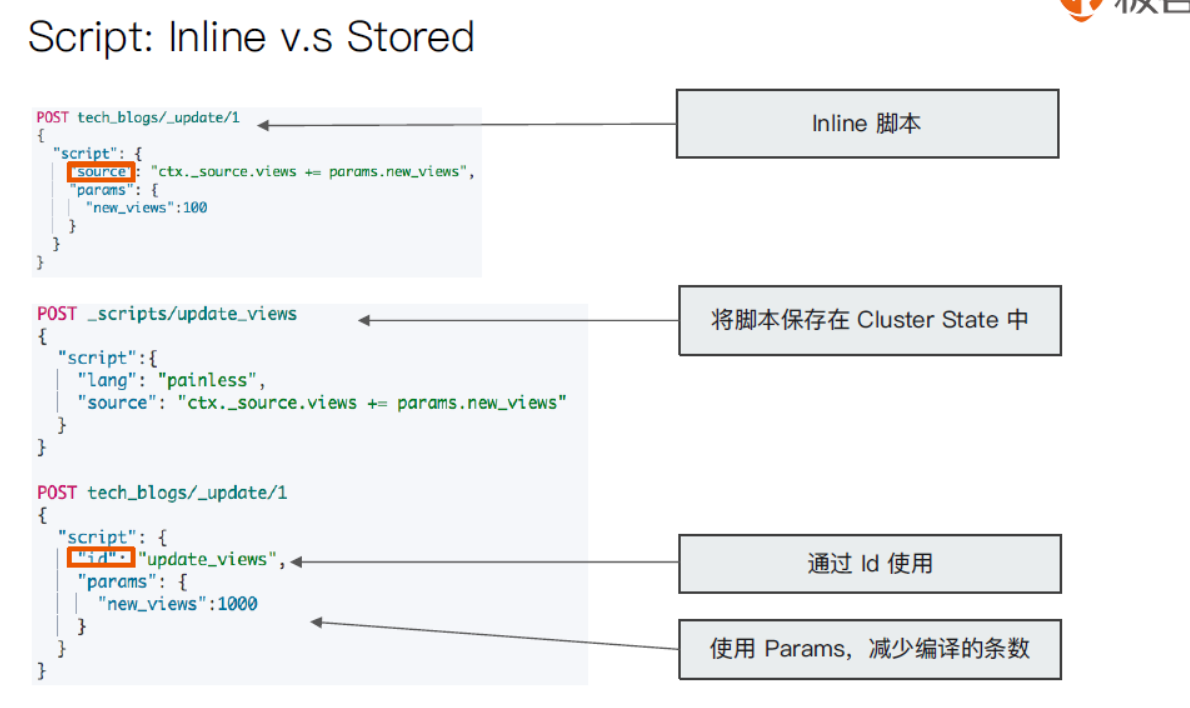 Script: Inline v.s Stored
POST tech_blogs/_update/1
{
"script": {
"source": "ctx._source.views += params.new_views",
"params": {
"new_views":100
}
}
}
Inline 脚本
POST _scripts/update_views
{
"script":{
"lang": "painless",
"source": "ctx._source.views += params.new_views"
}
}
将脚本保存在 Cluster State 中
POST tech_blogs/_update/1
{
"script": {
"id": "update_views",
"params": {
"new_views":1000
}
}
}
通过 Id 使用
使用 Params，减少编译的条数